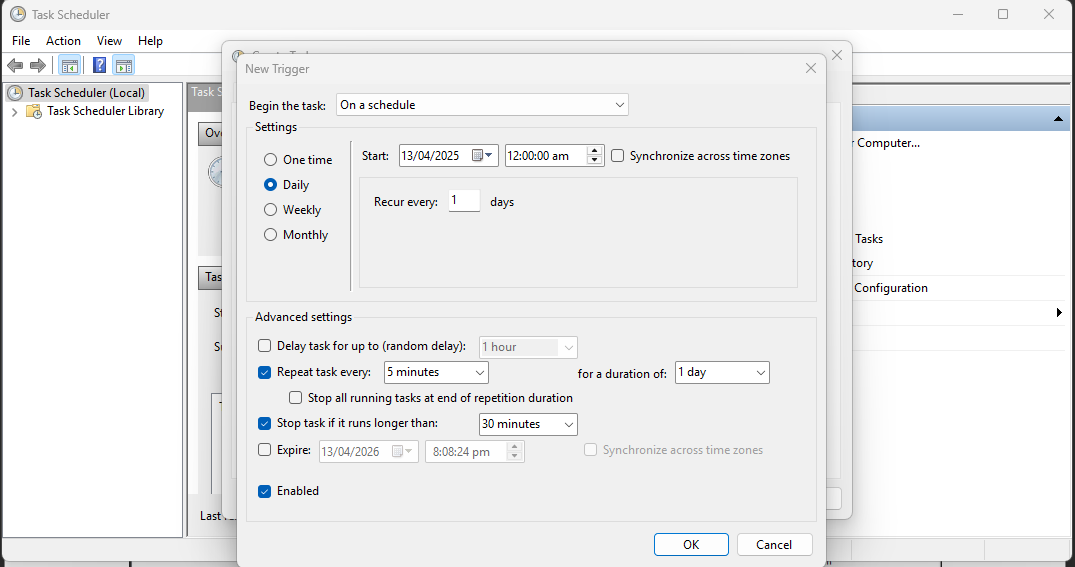 Task Scheduler
File Action View Help
Task Scheduler (Local)
Task Scheduler Library
New Trigger
Begin the task: On a schedule
Settings
One time
Daily
Weekly
Monthly
Start: 13/04/2025 12:00:00 am Synchronize across time zones
Recur every: 1 days
Advanced settings
Delay task for up to (random delay): 1 hour
Repeat task every: 5 minutes for a duration of: 1 day
Stop all running tasks at end of repetition duration
Stop task if it runs longer than: 30 minutes
Expire: 13/04/2026 8:08:24 pm Synchronize across time zones
Enabled
OK Cancel
Computer...
Tasks
Configuration
Last